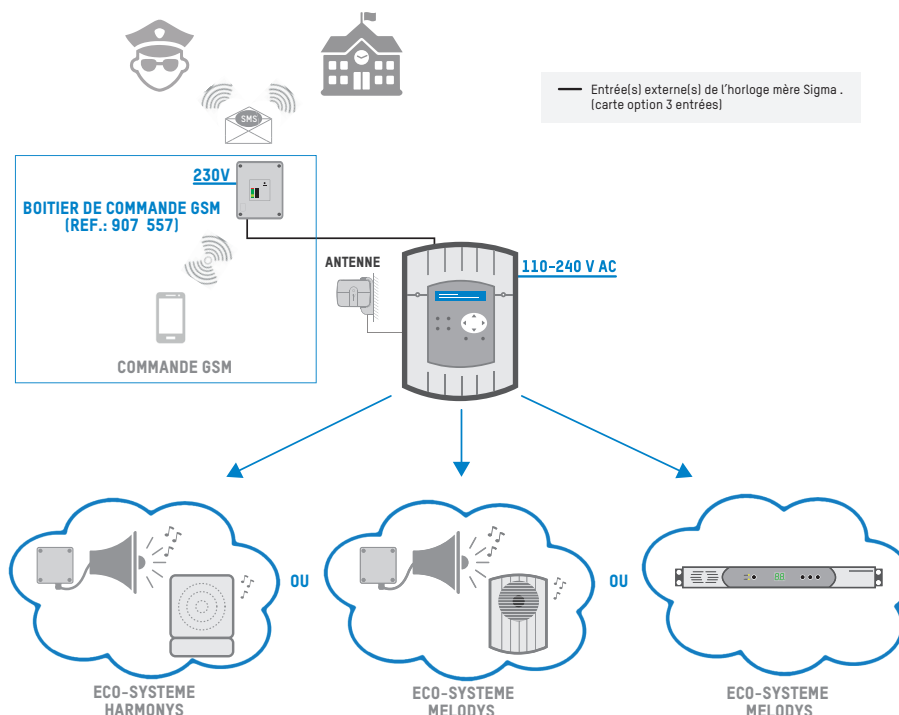 Entrée(s) externe(s) de l'horloge mère Sigma .
(carte option 3 entrées)
SMS
230V
BOITIER DE COMMANDE GSM
(REF.: 907 557)
ANTENNE
110-240 V AC
COMMANDE GSM
OU
OU
88
ECO-SYSTEME
HARMONYS
ECO-SYSTEME
MELODYS
ECO-SYSTEME
MELODYS